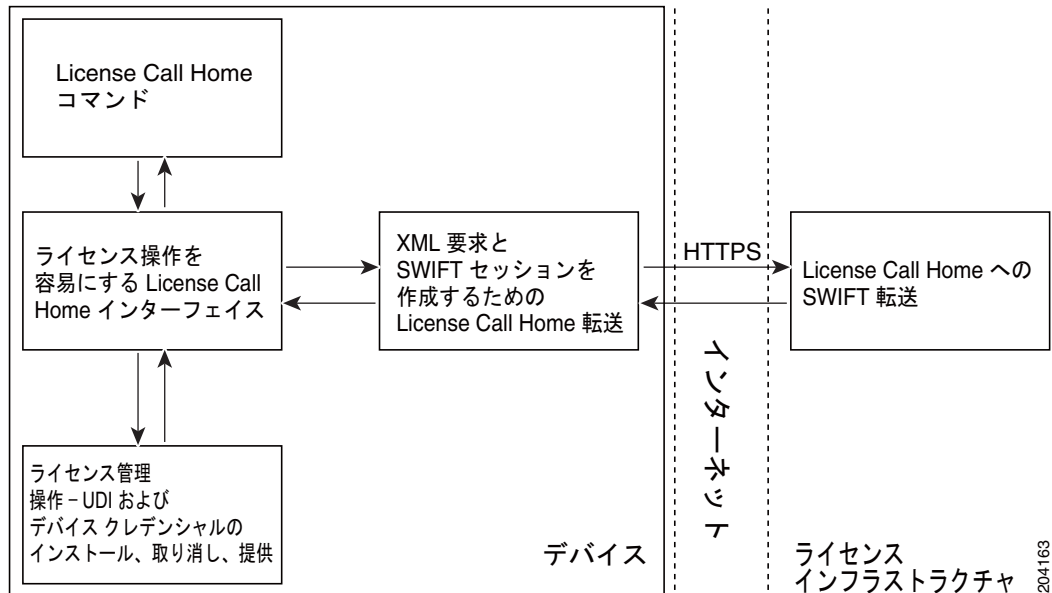 License Call Home
コマンド
ライセンス操作を
容易にする License Call
Home インターフェイス
XML 要求と
SWIFT セッションを
作成するための
License Call Home 転送
HTTPS
License Call Home への
SWIFT 転送
インターネット
ライセンス管理
操作 – UDI および
デバイス クレデンシャルの
インストール、取り消し、提供
デバイス
ライセンス
インフラストラクチャ
204163